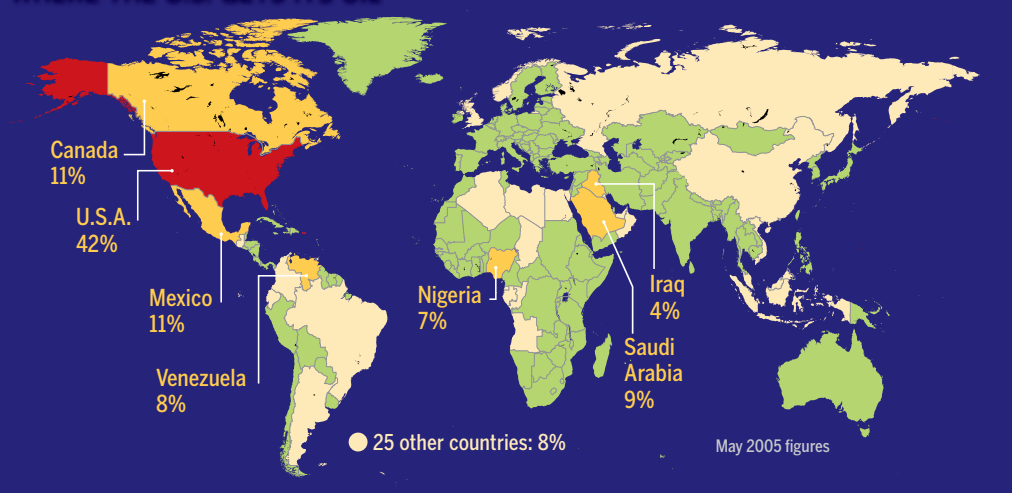 Canada
11%
U.S.A.
42%
Mexico
11%
Venezuela
8%
Nigeria
7%
Iraq
4%
Saudi
Arabia
9%
25 other countries: 8%
May 2005 figures